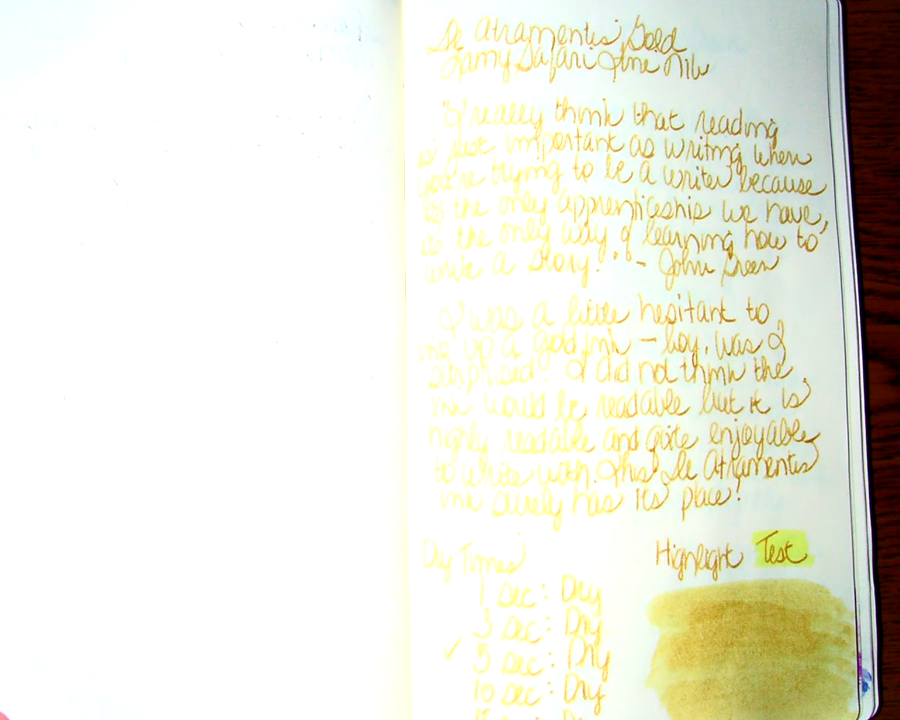 De Atramentis Gold
Lamy Safari Fine Nib
"I really think that reading
is just important as writing when
you're trying to be a writer because
it's the only apprenticeship we have,
it's the only way of learning how to
write a story." - John Green
I was a little hesitant to
ink up a gold ink - boy, was I
surprised! I did not think the
ink would be readable but it is
highly readable and quite enjoyable
to write with. This De Atramentis
ink surely has its place!
Dry Times
Highlight Test
1 sec: Dry
3 sec: Dry
✓ 5 sec: Dry
10 sec: Dry